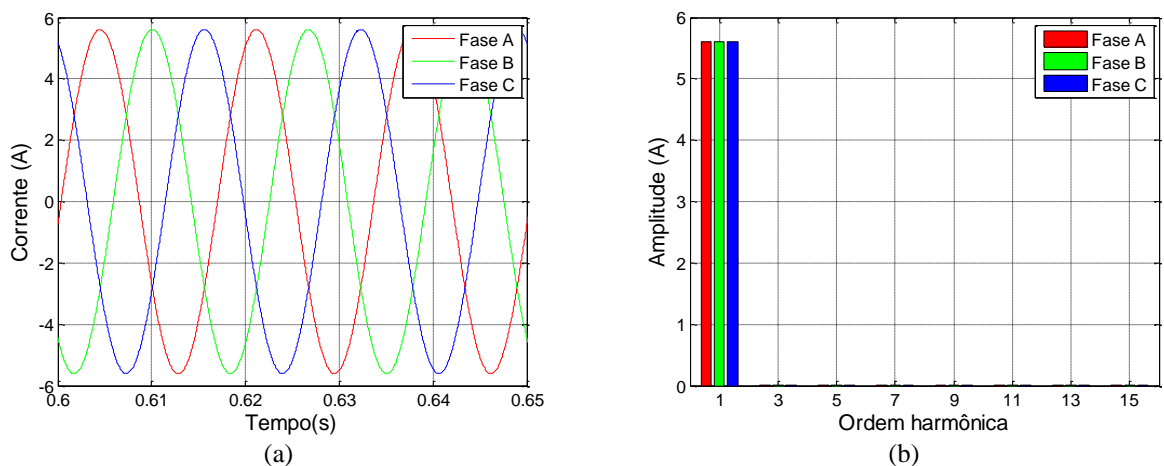 6
4
2
0
-2
-4
-6
Corrente (A)
Fase A
Fase B
Fase C
0.6
0.61
0.62
0.63
0.64
0.65
Tempo(s)
(a)
6
5
4
3
2
1
0
Amplitude (A)
Fase A
Fase B
Fase C
1
3
5
7
9
11
13
15
Ordem harmônica
(b)